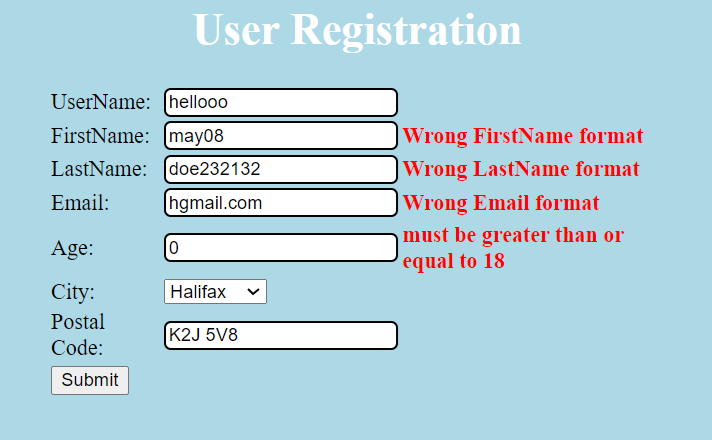 User Registration
UserName: hellooo
FirstName: may08 Wrong FirstName format
LastName: doe232132 Wrong LastName format
Email: hgmail.com Wrong Email format
Age: 0 must be greater than or
equal to 18
City: Halifax
Postal
Code: K2J 5V8
Submit